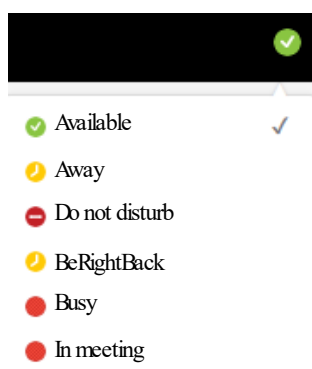 Available
Away
Do not disturb
BeRightBack
Busy
In meeting